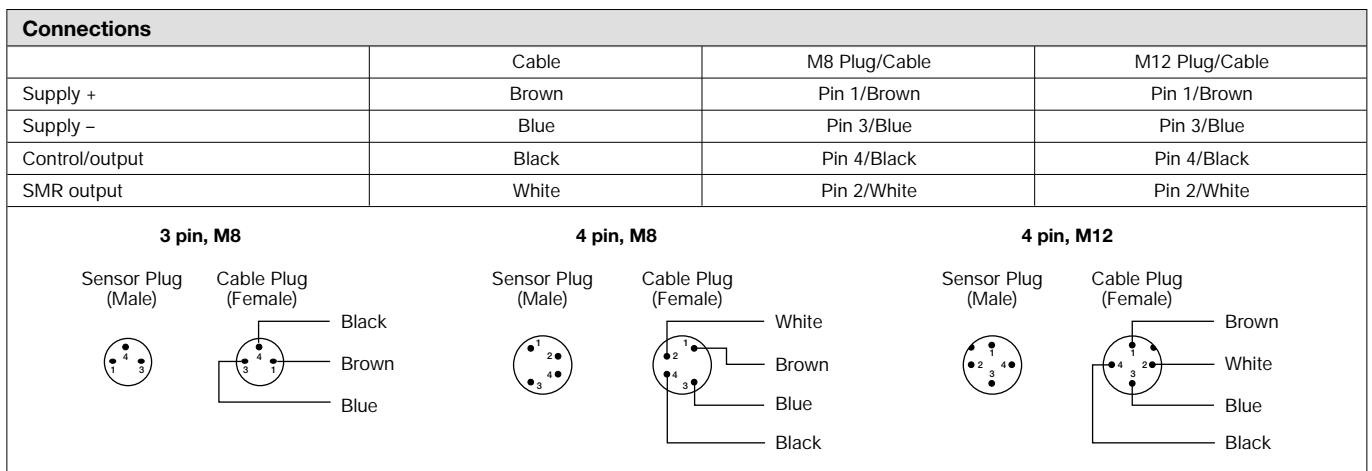 Connections
Cable M8 Plug/Cable M12 Plug/Cable
Supply + Brown Pin 1/Brown Pin 1/Brown
Supply – Blue Pin 3/Blue Pin 3/Blue
Control/output Black Pin 4/Black Pin 4/Black
SMR output White Pin 2/White Pin 2/White
3 pin, M8
Sensor Plug
(Male)
4
1 3
Cable Plug
(Female)
4
3 1
Black
Brown
Blue
4 pin, M8
Sensor Plug
(Male)
1
2
4
3
Cable Plug
(Female)
1
2
4
3
White
Brown
Blue
Black
4 pin, M12
Sensor Plug
(Male)
1
2 4
3
Cable Plug
(Female)
1
4 2
3
Brown
White
Blue
Black